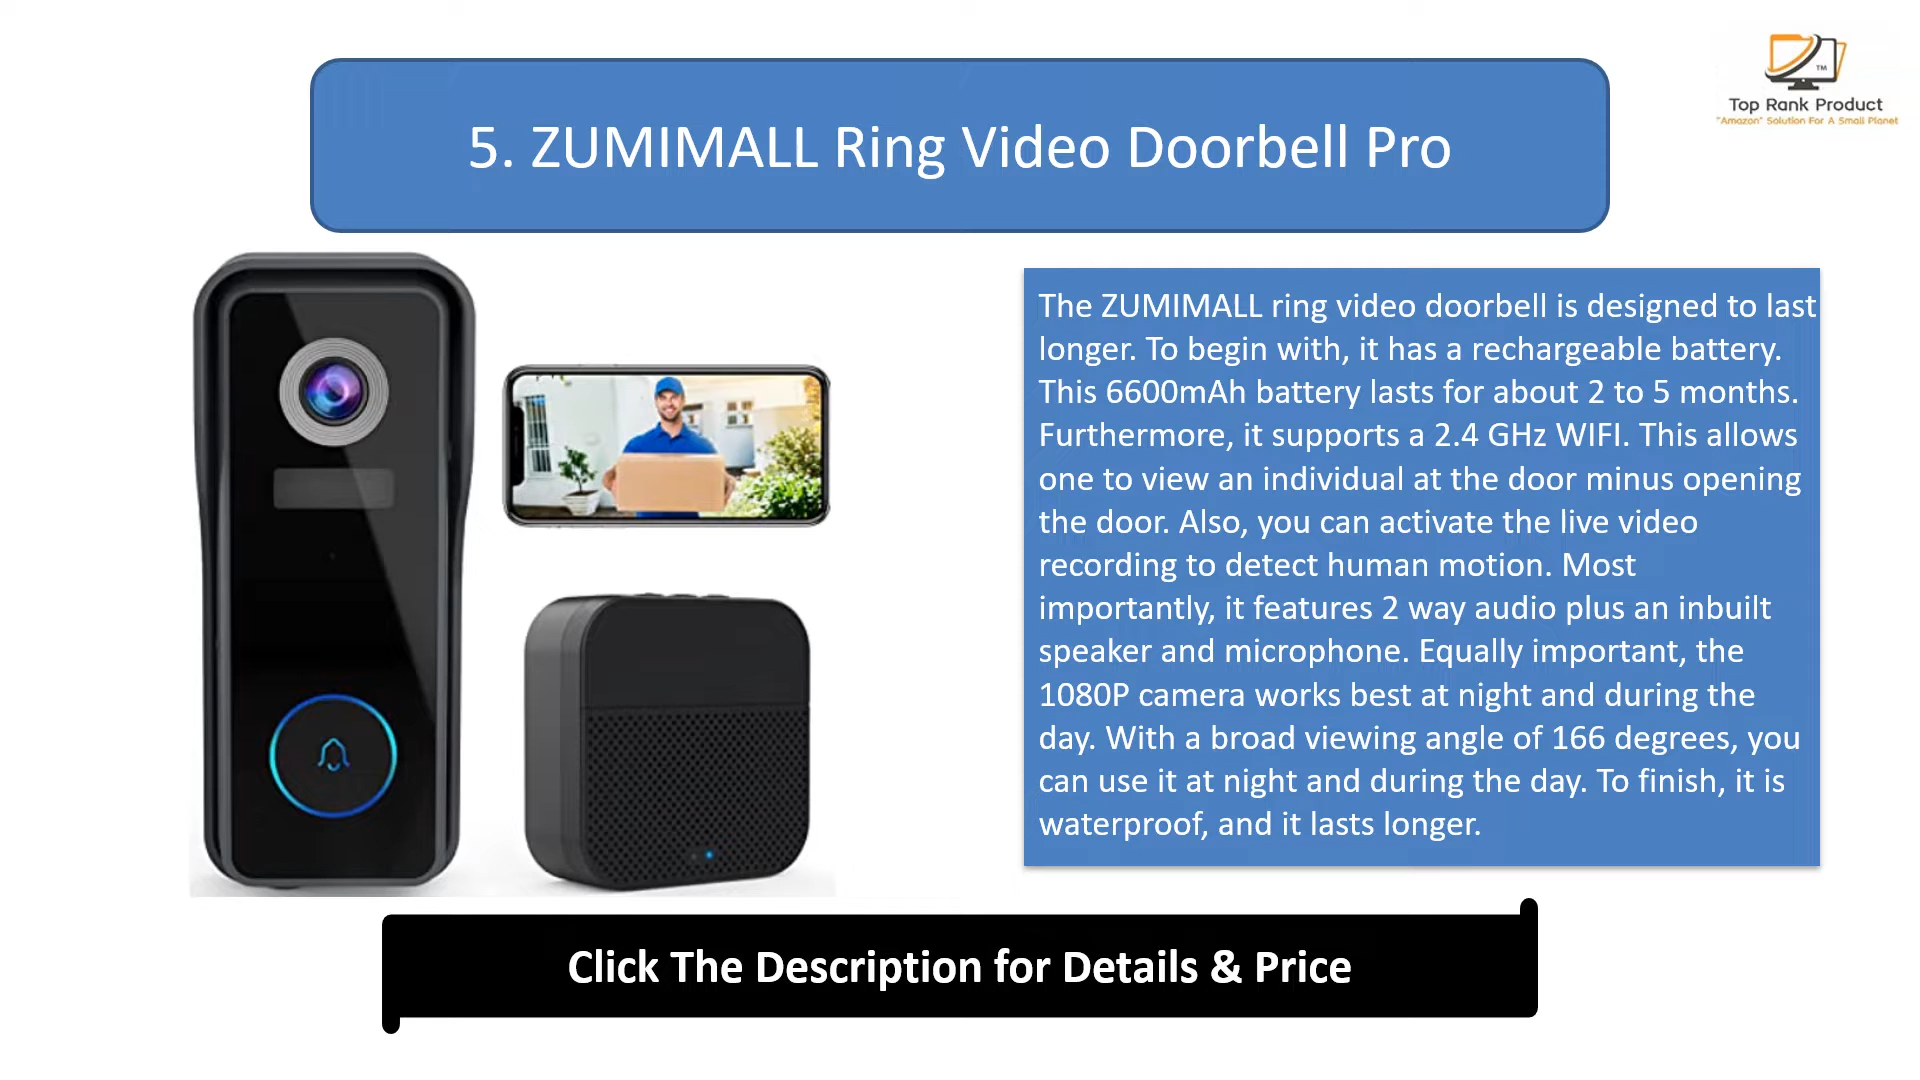 5. ZUMIMALL Ring Video Doorbell Pro
TM
Top Rank Product
"Amazon" Solution For A Small Planet
The ZUMIMALL ring video doorbell is designed to last
longer. To begin with, it has a rechargeable battery.
This 6600mAh battery lasts for about 2 to 5 months.
Furthermore, it supports a 2.4 GHz WIFI. This allows
one to view an individual at the door minus opening
the door. Also, you can activate the live video
recording to detect human motion. Most
importantly, it features 2 way audio plus an inbuilt
speaker and microphone. Equally important, the
1080P camera works best at night and during the
day. With a broad viewing angle of 166 degrees, you
can use it at night and during the day. To finish, it is
waterproof, and it lasts longer.
Click The Description for Details & Price